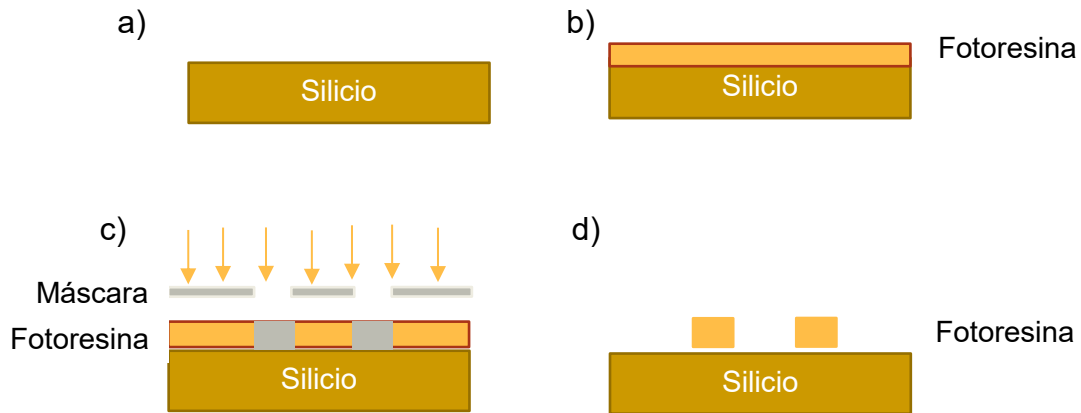 a)
Silicio
b)
Fotoresina
Silicio
c)
Máscara
Fotoresina
Silicio
d)
Fotoresina
Silicio